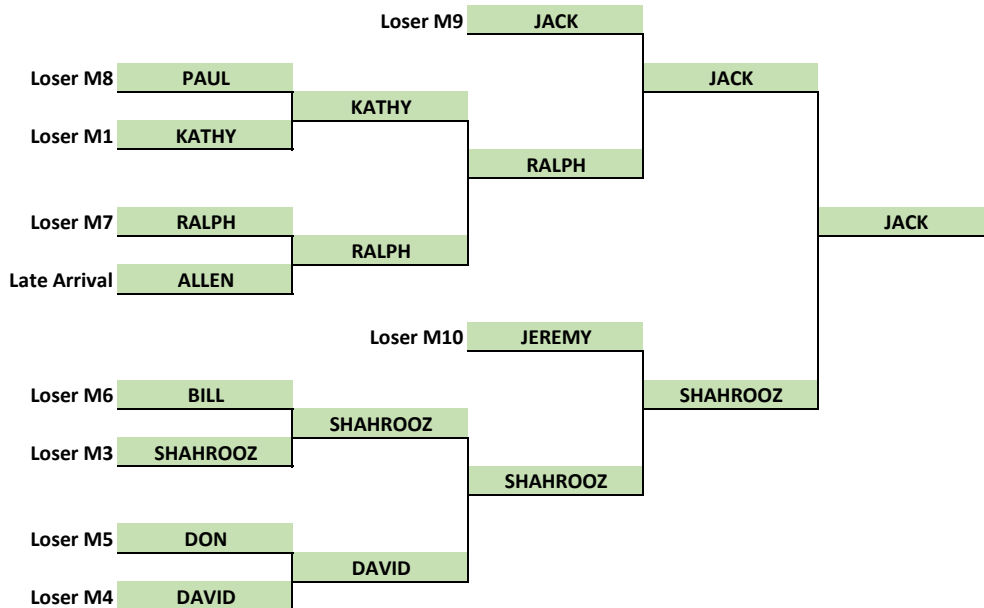 Loser M9 JACK
Loser M8 PAUL JACK
KATHY
Loser M1 KATHY
RALPH
Loser M7 RALPH JACK
RALPH
Late Arrival ALLEN
Loser M10 JEREMY
Loser M6 BILL SHAHROOZ
SHAHROOZ
Loser M3 SHAHROOZ
SHAHROOZ
Loser M5 DON
DAVID
Loser M4 DAVID